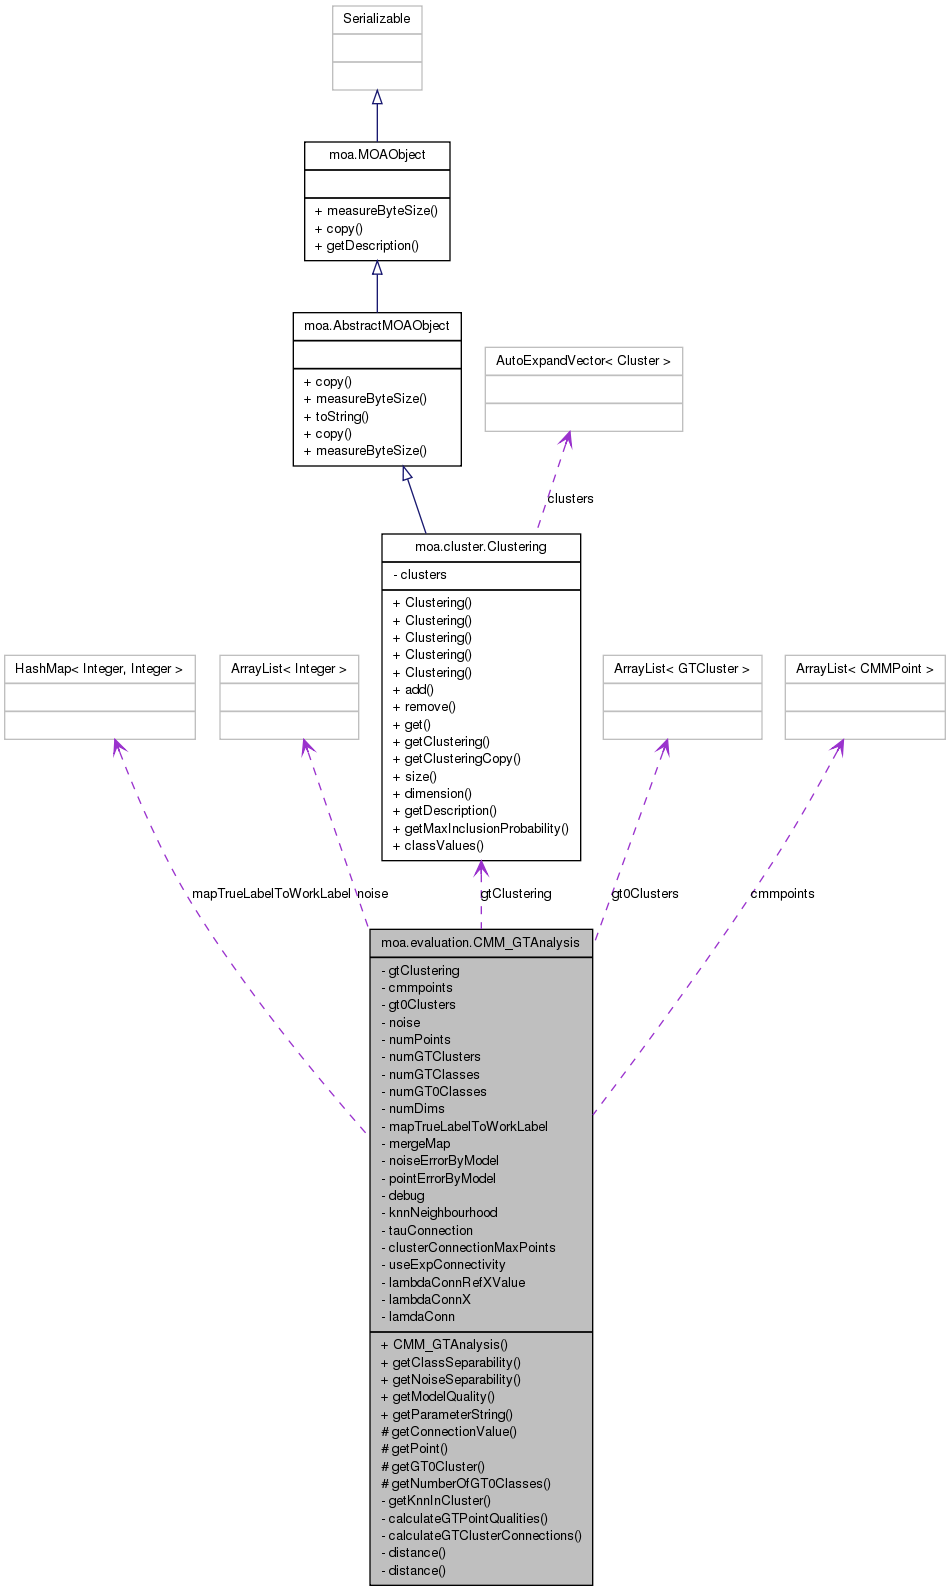 Serializable
moa.MOAObject
+ measureByteSize()
+ copy()
+ getDescription()
moa.AbstractMOAObject
+ copy()
+ measureByteSize()
+ toString()
+ copy()
+ measureByteSize()
AutoExpandVector< Cluster >
clusters
moa.cluster.Clustering
- clusters
+ Clustering()
+ Clustering()
+ Clustering()
+ Clustering()
+ Clustering()
+ add()
+ remove()
+ get()
+ getClustering()
+ getClusteringCopy()
+ size()
+ dimension()
+ getDescription()
+ getMaxInclusionProbability()
+ classValues()
HashMap< Integer, Integer >
ArrayList< Integer >
ArrayList< GTCluster >
ArrayList< CMMPoint >
mapTrueLabelToWorkLabel
noise
gtClustering
gt0Clusters
cmmpoints
moa.evaluation.CMM_GTAnalysis
- gtClustering
- cmmpoints
- gt0Clusters
- noise
- numPoints
- numGTClusters
- numGTClasses
- numGT0Classes
- numDims
- mapTrueLabelToWorkLabel
- mergeMap
- noiseErrorByModel
- pointErrorByModel
- debug
- knnNeighbourhood
- tauConnection
- clusterConnectionMaxPoints
- useExpConnectivity
- lambdaConnRefXValue
- lambdaConnX
- lamdaConn
+ CMM_GTAnalysis()
+ getClassSeparability()
+ getNoiseSeparability()
+ getModelQuality()
+ getParameterString()
# getConnectionValue()
# getPoint()
# getGT0Cluster()
# getNumberOfGT0Classes()
- getKnnInCluster()
- calculateGTPointQualities()
- calculateGTClusterConnections()
- distance()
- distance()